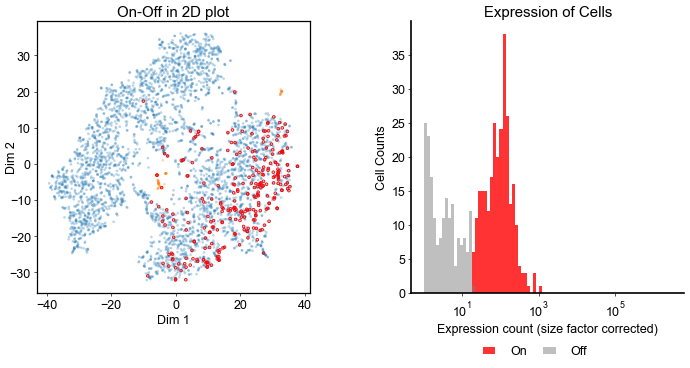 On-Off in 2D plot
Dim 2
30
20
10
0
−10
−20
−30
−40
−20
0
20
40
Dim 1
Expression of Cells
Cell Counts
35
30
25
20
15
10
5
0
10^1
10^3
10^5
Expression count (size factor corrected)
On
Off